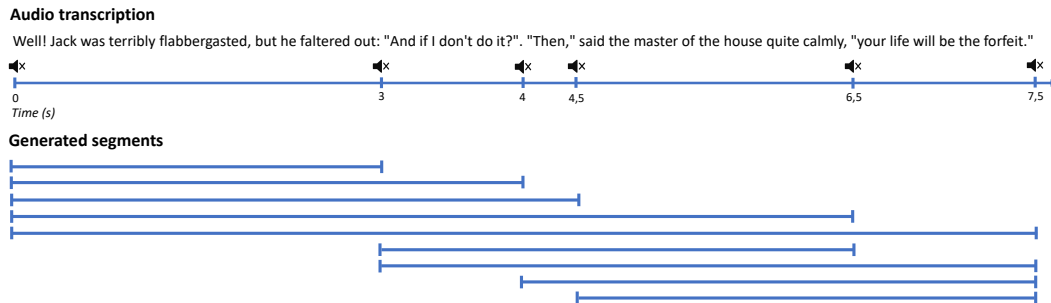 Audio transcription
Well! Jack was terribly flabbergasted, but he faltered out: "And if I don't do it?". "Then," said the master of the house quite calmly, "your life will be the forfeit."
0 3 4 4,5 6,5 7,5
Time (s)
Generated segments